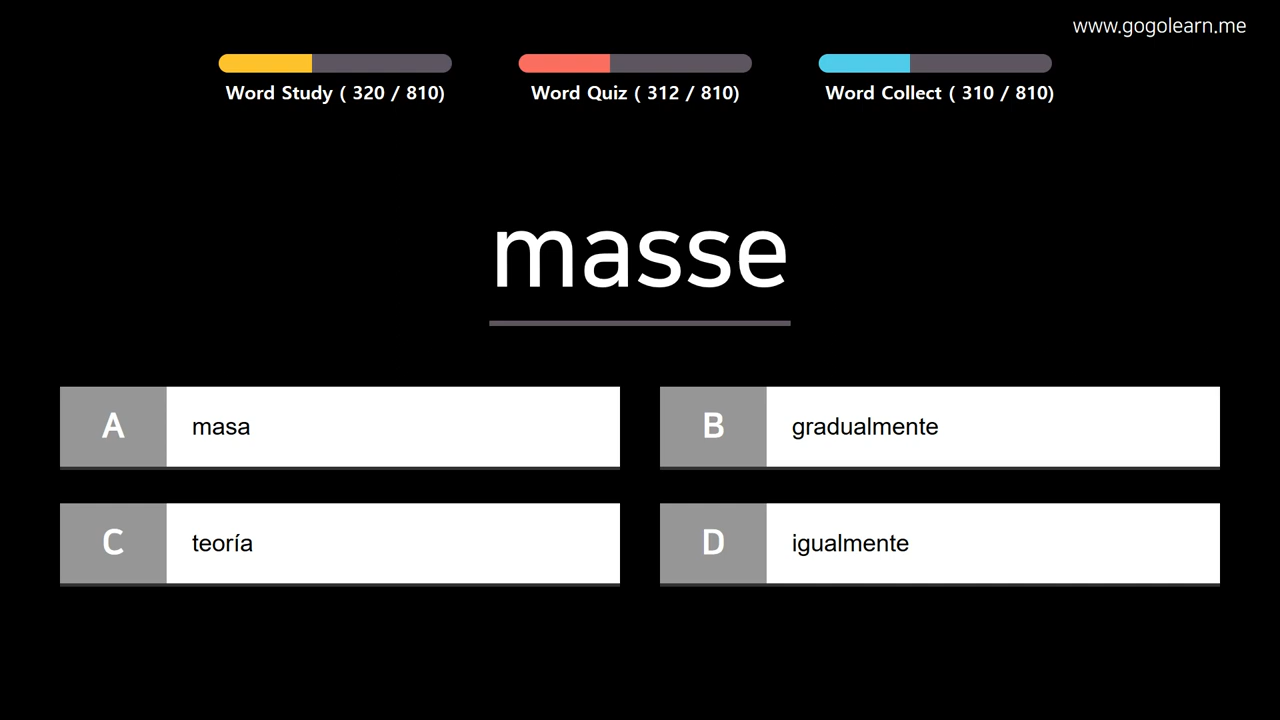 www.gogolearn.me
Word Study ( 320 / 810)
Word Quiz ( 312 / 810)
Word Collect ( 310 / 810)
masse
A masa
B gradualmente
C teoría
D igualmente